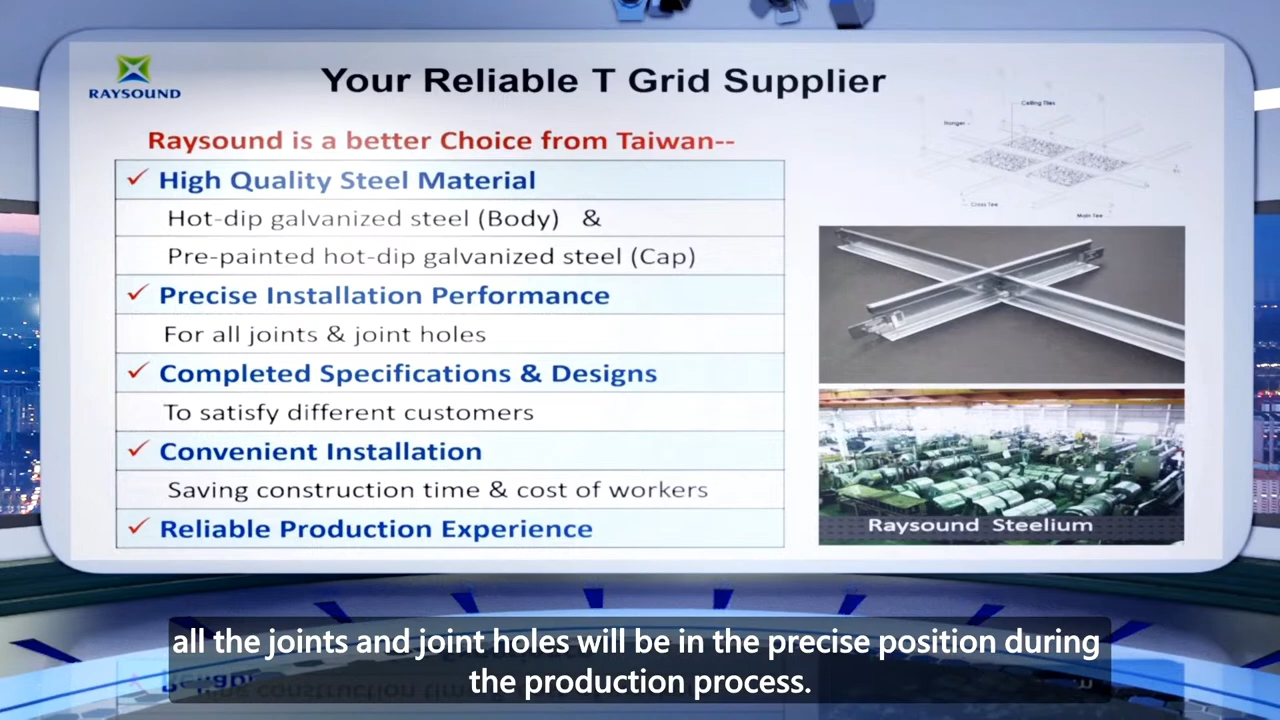 RAYSOUND
Your Reliable T Grid Supplier
Raysound is a better Choice from Taiwan--
✓ High Quality Steel Material
Hot-dip galvanized steel (Body) &
Pre-painted hot-dip galvanized steel (Cap)
✓ Precise Installation Performance
For all joints & joint holes
✓ Completed Specifications & Designs
To satisfy different customers
✓ Convenient Installation
Saving construction time & cost of workers
✓ Reliable Production Experience
Ceiling Tiles
Hanger
Cross Tee
Main Tee
Raysound Steelium
all the joints and joint holes will be in the precise position during
the production process.